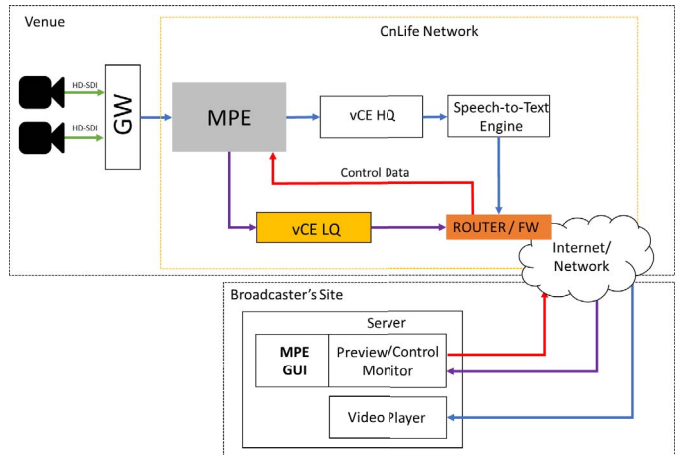 Venue
CnLife Network
HD-SDI
HD-SDI
GW
MPE
vCE HQ
Speech-to-Text
Engine
Control Data
vCE LQ
ROUTER / FW
Internet/
Network
Broadcaster's Site
Server
MPE
GUI
Preview/Control
Monitor
Video Player